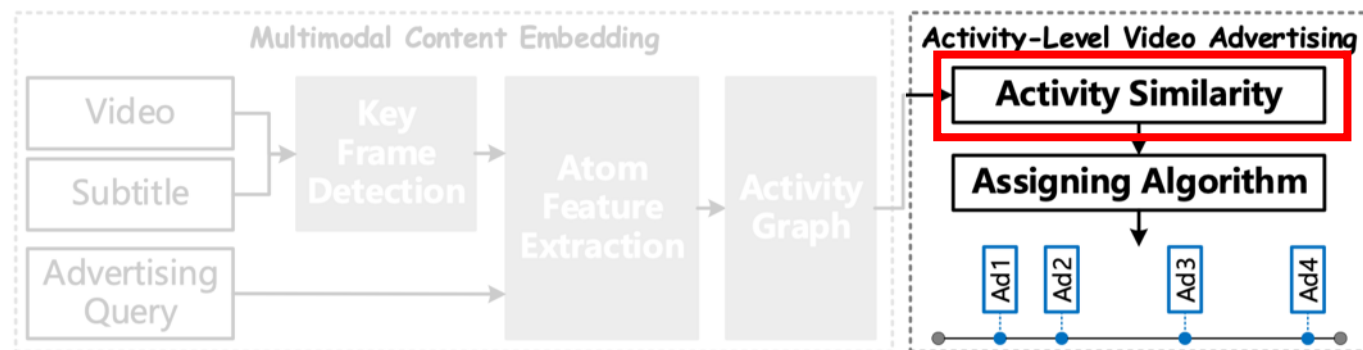 Multimodal Content Embedding
Video
Subtitle
Advertising
Query
Key
Frame
Detection
Atom
Feature
Extraction
Activity
Graph
Activity-Level Video Advertising
Activity Similarity
Assigning Algorithm
Ad1
Ad2
Ad3
Ad4